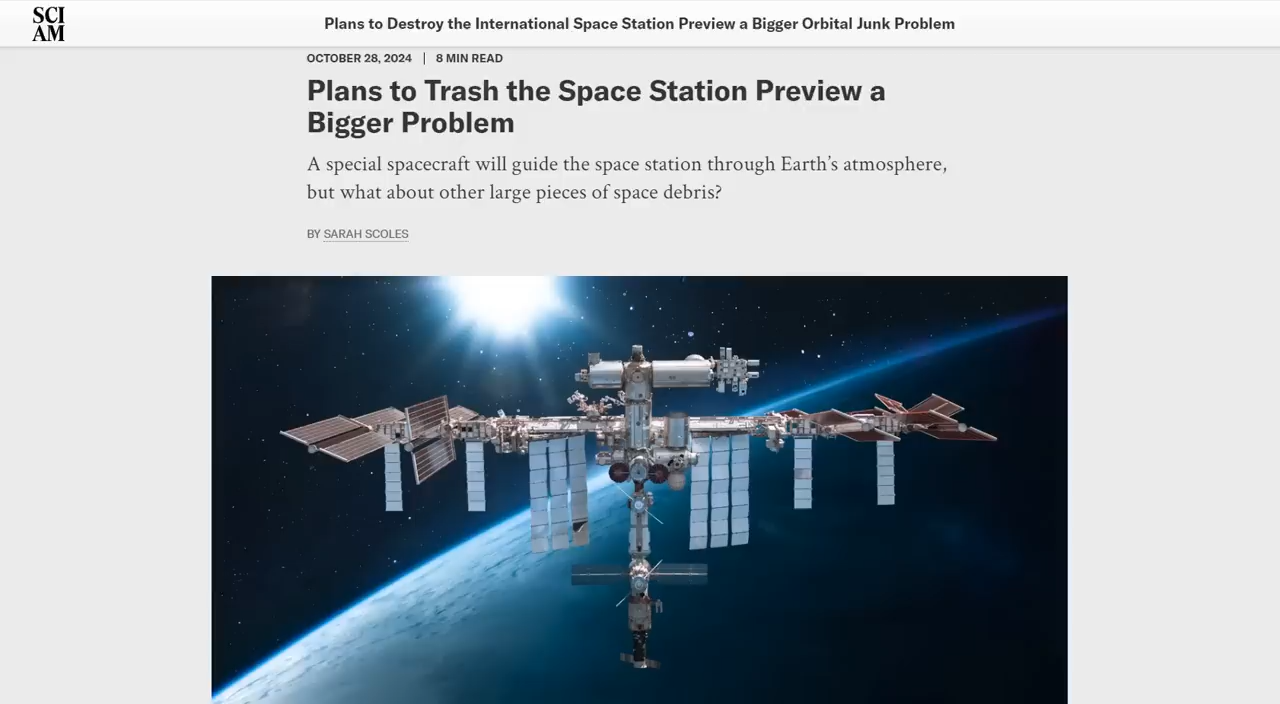 SCI
AM
Plans to Destroy the International Space Station Preview a Bigger Orbital Junk Problem
OCTOBER 28, 2024 | 8 MIN READ
Plans to Trash the Space Station Preview a
Bigger Problem
A special spacecraft will guide the space station through Earth’s atmosphere,
but what about other large pieces of space debris?
BY SARAH SCOLES